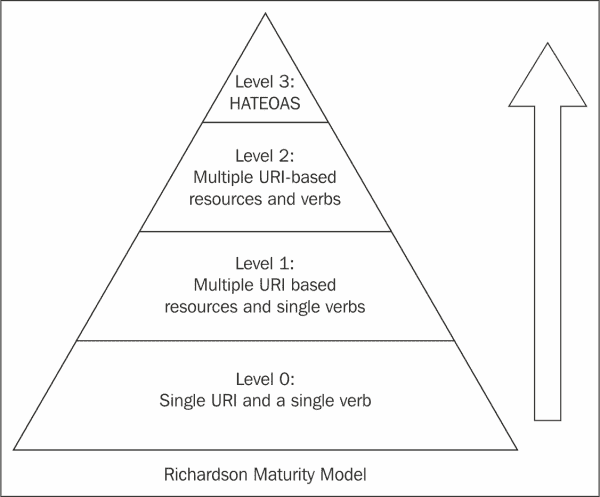 Level 3:
HATEOAS
Level 2:
Multiple URI-based
resources and verbs
Level 1:
Multiple URI based
resources and single verbs
Level 0:
Single URI and a single verb
Richardson Maturity Model